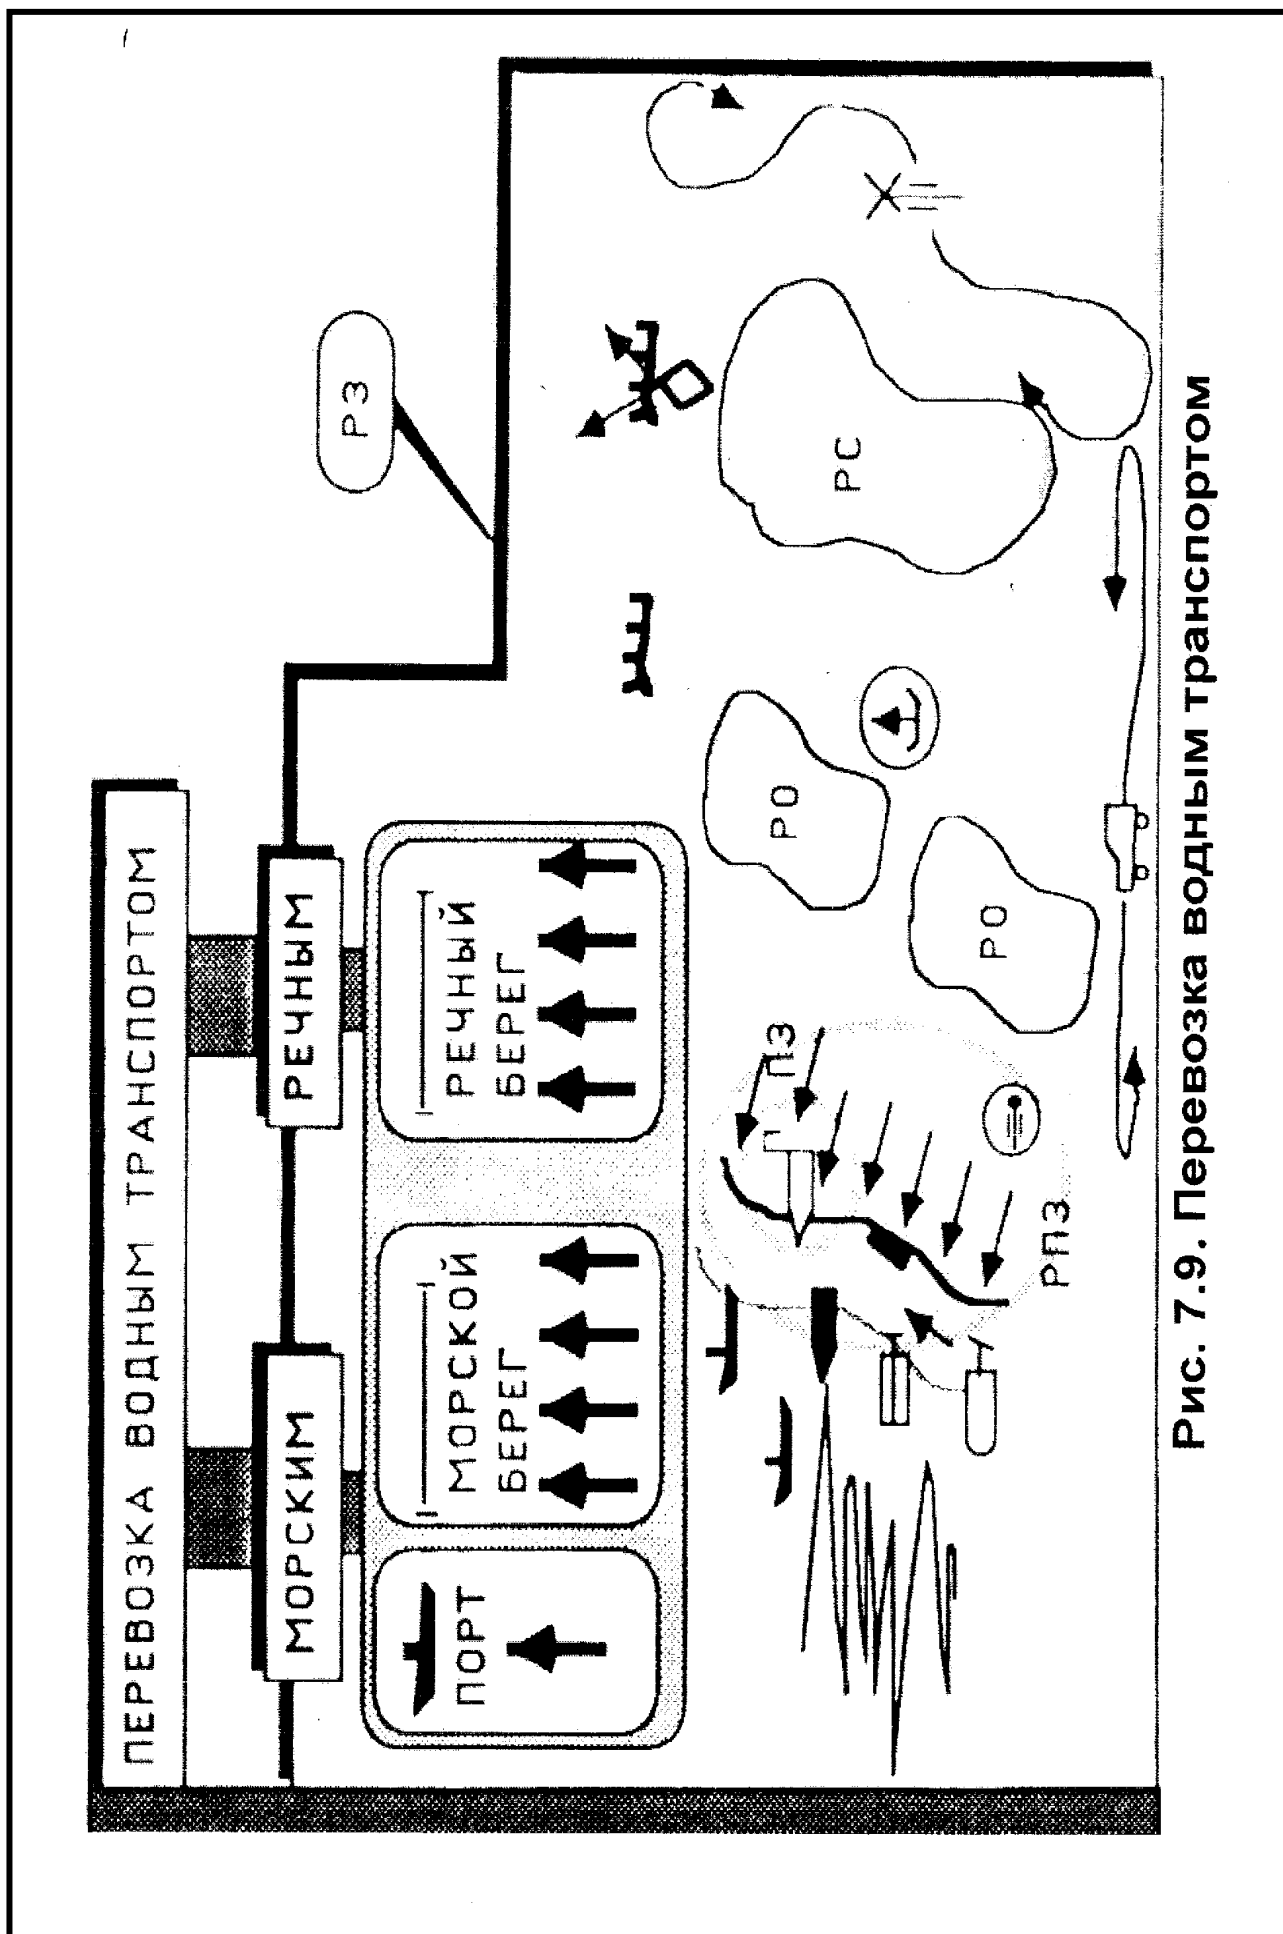 ПЕРЕВОЗКА ВОДНЫМ ТРАНСПОРТОМ
МОРСКИМ
РЕЧНЫМ
РЗ
ПОРТ
МОРСКОЙ
БЕРЕГ
РЕЧНЫЙ
БЕРЕГ
ПЗ
РО
РО
РС
РПЗ
Рис. 7.9. Перевозка водным транспортом